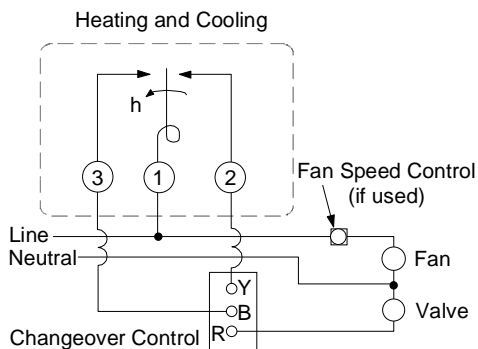 Heating and Cooling
h
3 1 2
Fan Speed Control
(if used)
Line
Neutral
Fan
Y
B
Valve
Changeover Control
R